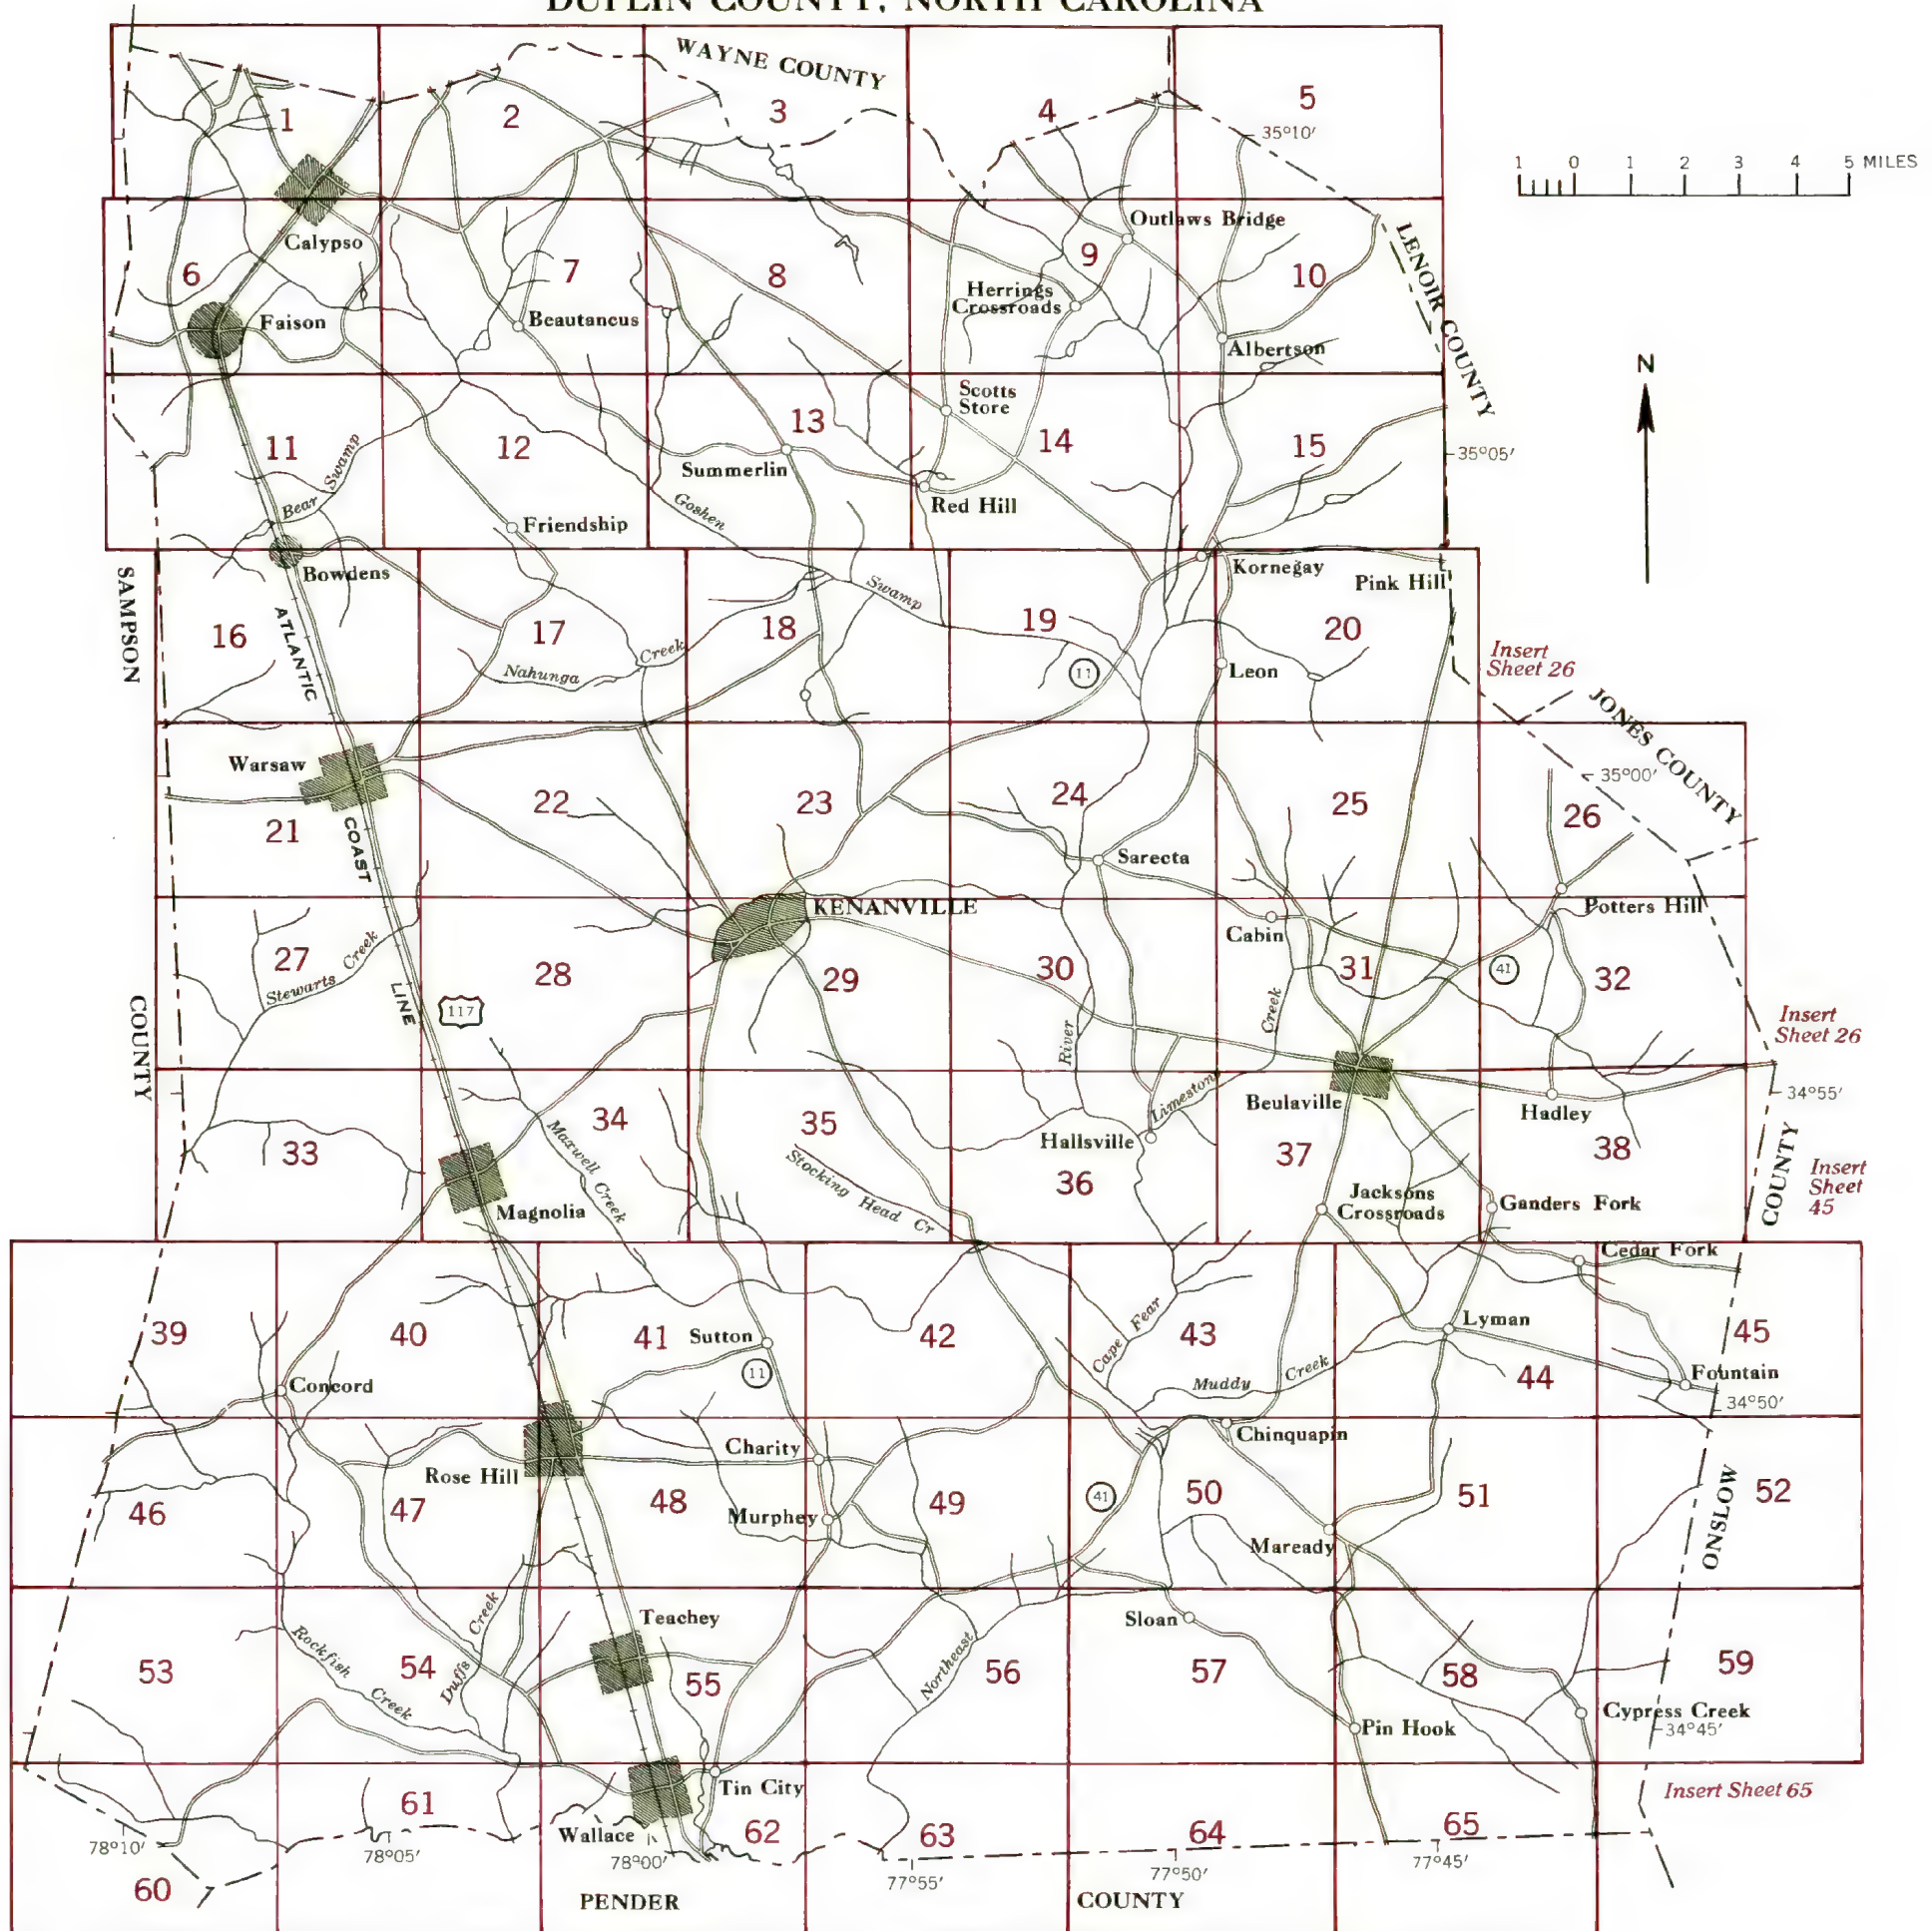 DUPLIN COUNTY, NORTH CAROLINA
WAYNE COUNTY
1
2
3
4
5
35°10'
1 0 1 2 3 4 5 MILES
Calypso
Outlaws Bridge
LENOIR COUNTY
6
7
8
9
10
Herrings
Crossroads
Faison
Beautancus
Albertson
N
Scotts
Store
11
12
13
14
15
35°05'
Bear Swamp
Summerlin
Goshen
Swamp
Red Hill
Friendship
Bowdens
Kornegay
Pink Hill
SAMPSON
COUNTY
ATLANTIC
COAST
LINE
16
17
18
19
20
Nahunga Creek
11
Leon
Insert
Sheet 26
JONES COUNTY
35°00'
Warsaw
21
22
23
24
25
26
Sarecta
KENANVILLE
Potters Hill
Cabin
27
28
29
30
31
41
32
Stewarts Creek
117
River
Creek
Insert
Sheet 26
34°55'
Limestone
Beulaville
Hadley
Hallsville
33
34
35
36
37
38
Maxwell Creek
Stocking Head Cr
Magnolia
Jacksons
Crossroads
Ganders Fork
COUNTY
Insert
Sheet
45
Cedar Fork
39
40
41
42
43
44
45
Sutton
11
Cape Fear
Lyman
Concord
Muddy Creek
Fountain
34°50'
Chinquapin
Charity
Rose Hill
46
47
48
49
50
51
52
Murphey
41
Maready
ONSLOW
Teachey
Sloan
Duffs Creek
Rockfish
Creek
Northeast
53
54
55
56
57
58
59
Pin Hook
Cypress Creek
34°45'
Tin City
Insert Sheet 65
Wallace
60
61
62
63
64
65
78°10'
78°05'
78°00'
77°55'
77°50'
77°45'
PENDER COUNTY